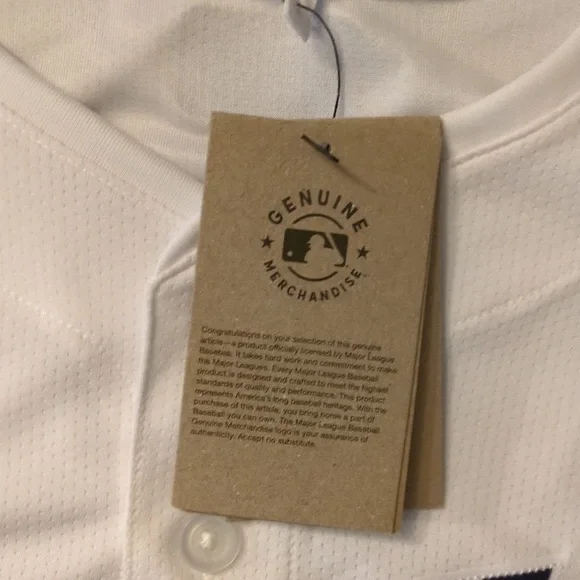 GENUINE
MERCHANDISE
Congratulations on your selection of this genuine
article—a product officially licensed by Major League
Baseball. It takes hard work and commitment to make
the Major Leagues. Every Major League Baseball
product is designed and crafted to meet the highest
standards of quality and performance. This product
represents America's long baseball heritage. With the
purchase of this article, you bring home a part of
Baseball you can own. The Major League Baseball
Genuine Merchandise logo is your assurance of
authenticity. Accept no substitute.